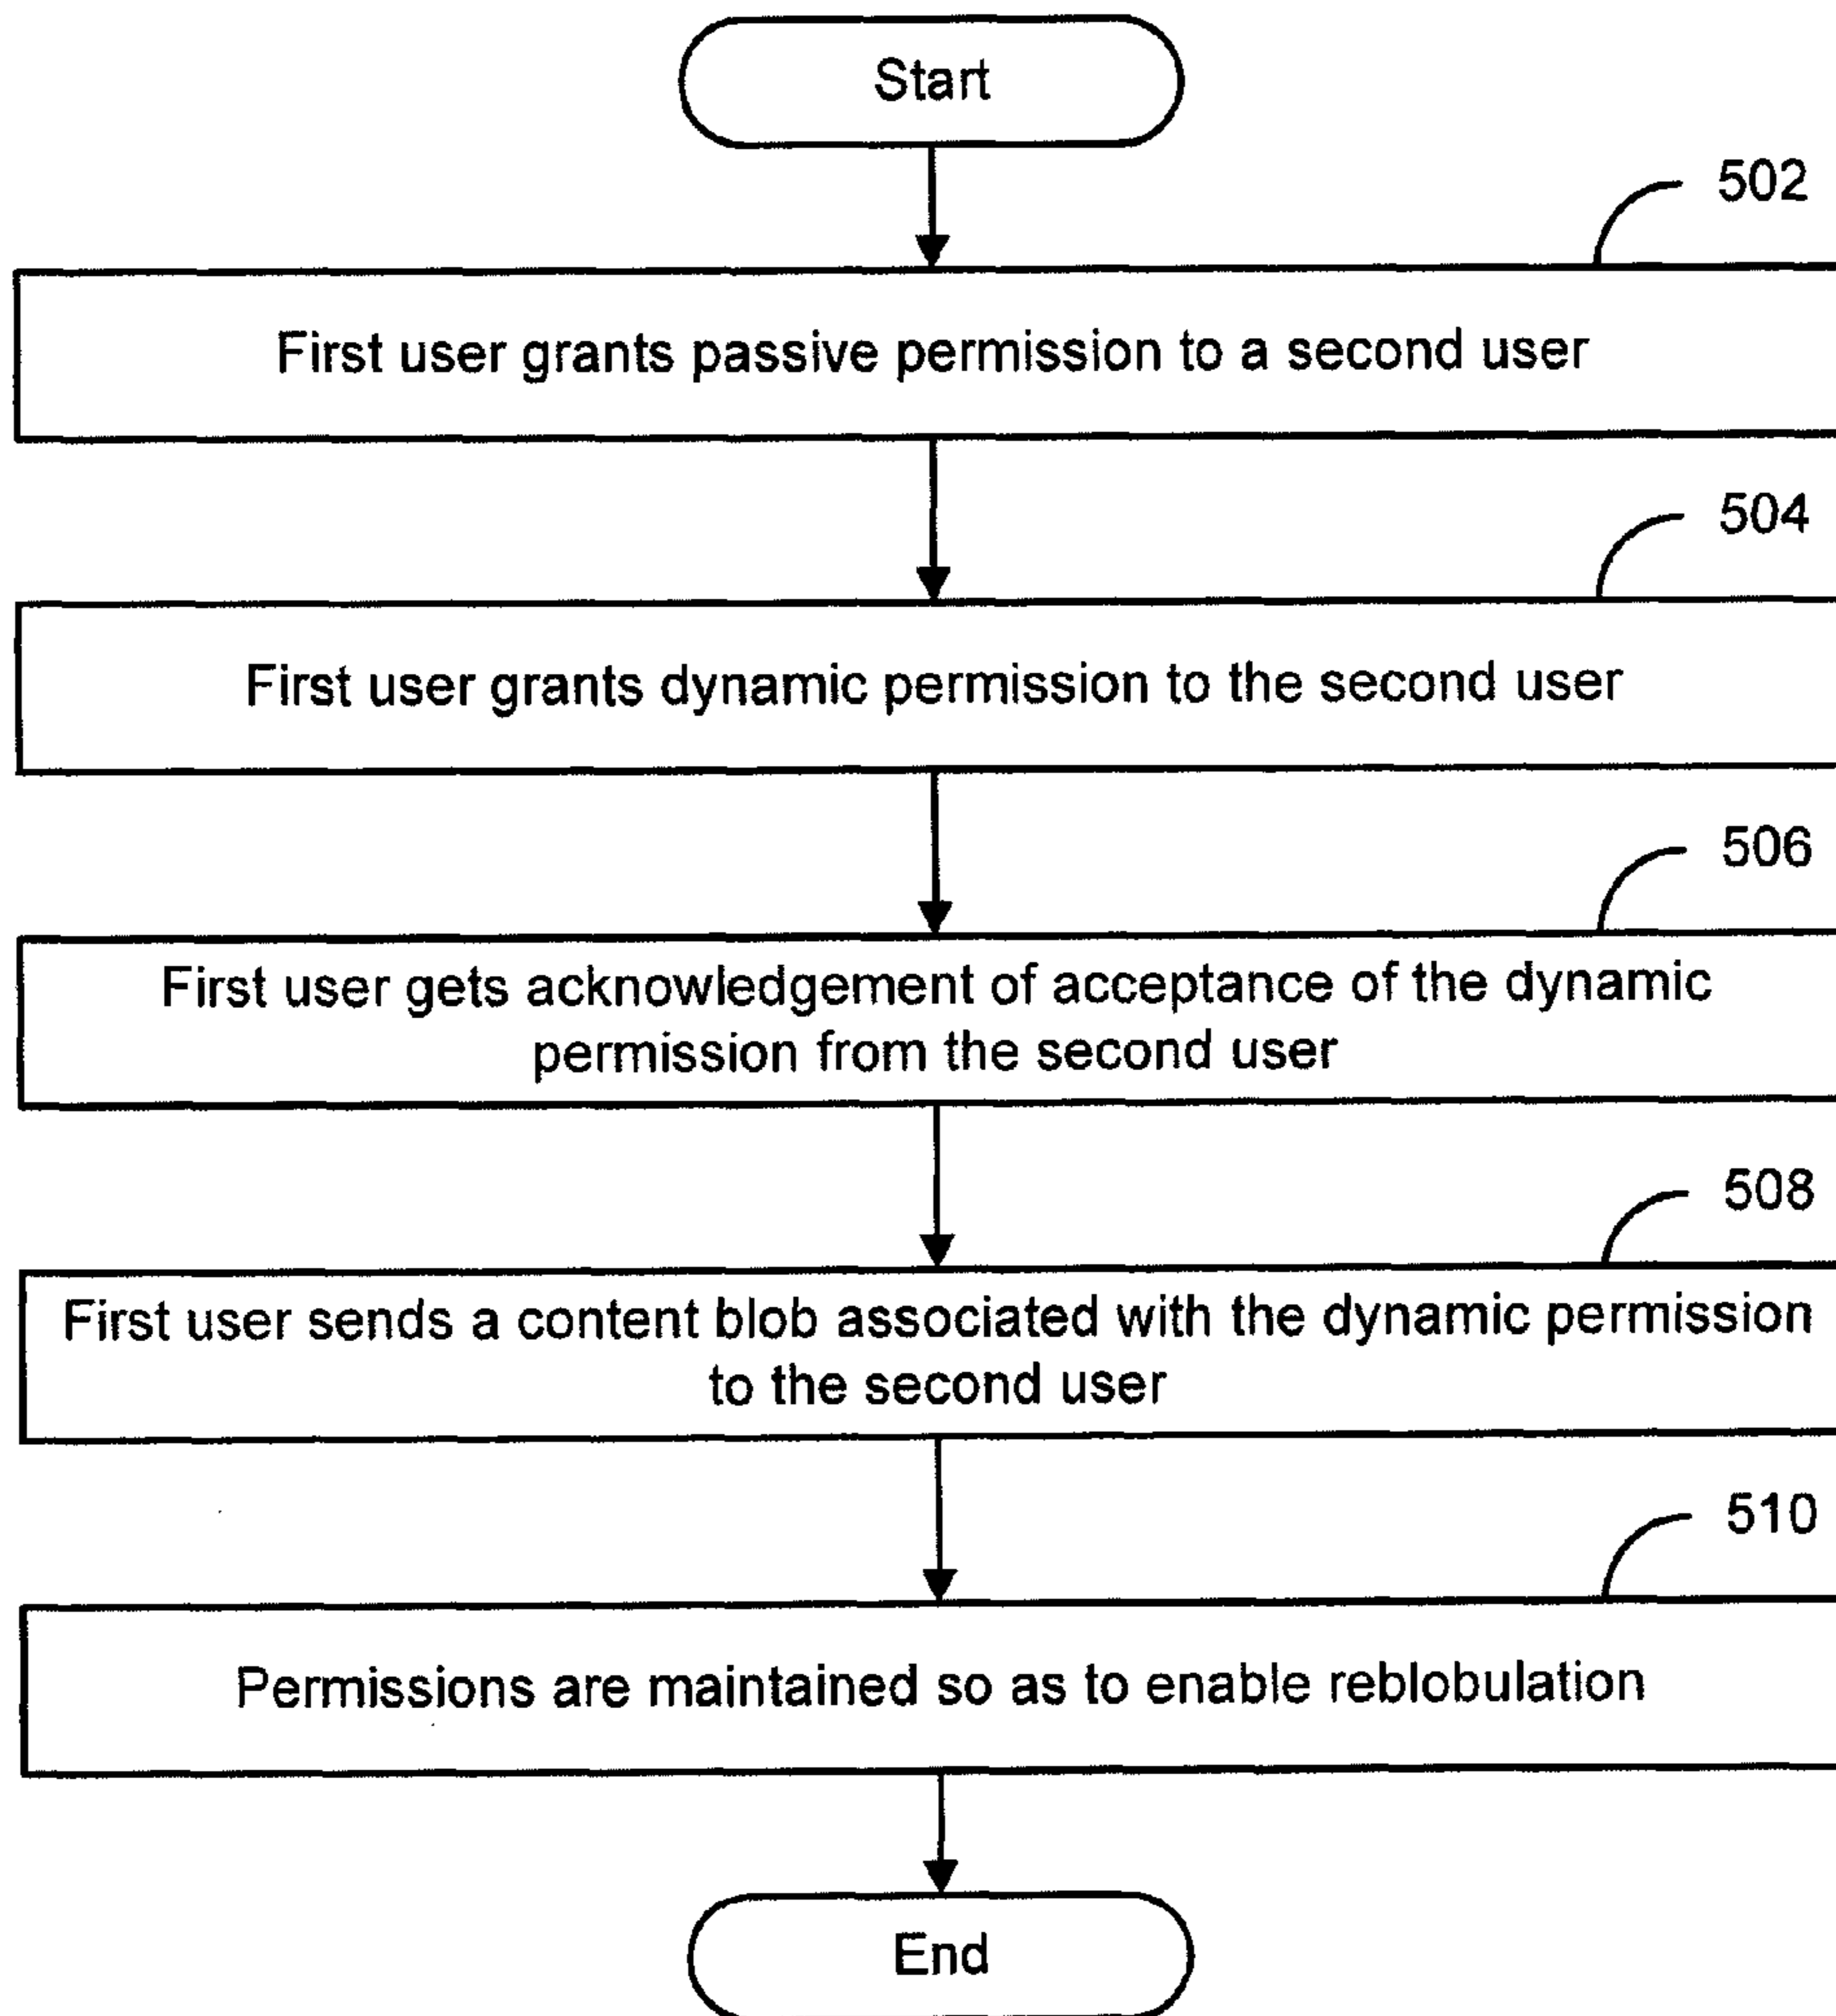 Start
502
First user grants passive permission to a second user
504
First user grants dynamic permission to the second user
506
First user gets acknowledgement of acceptance of the dynamic
permission from the second user
508
First user sends a content blob associated with the dynamic permission
to the second user
510
Permissions are maintained so as to enable reblobulation
End